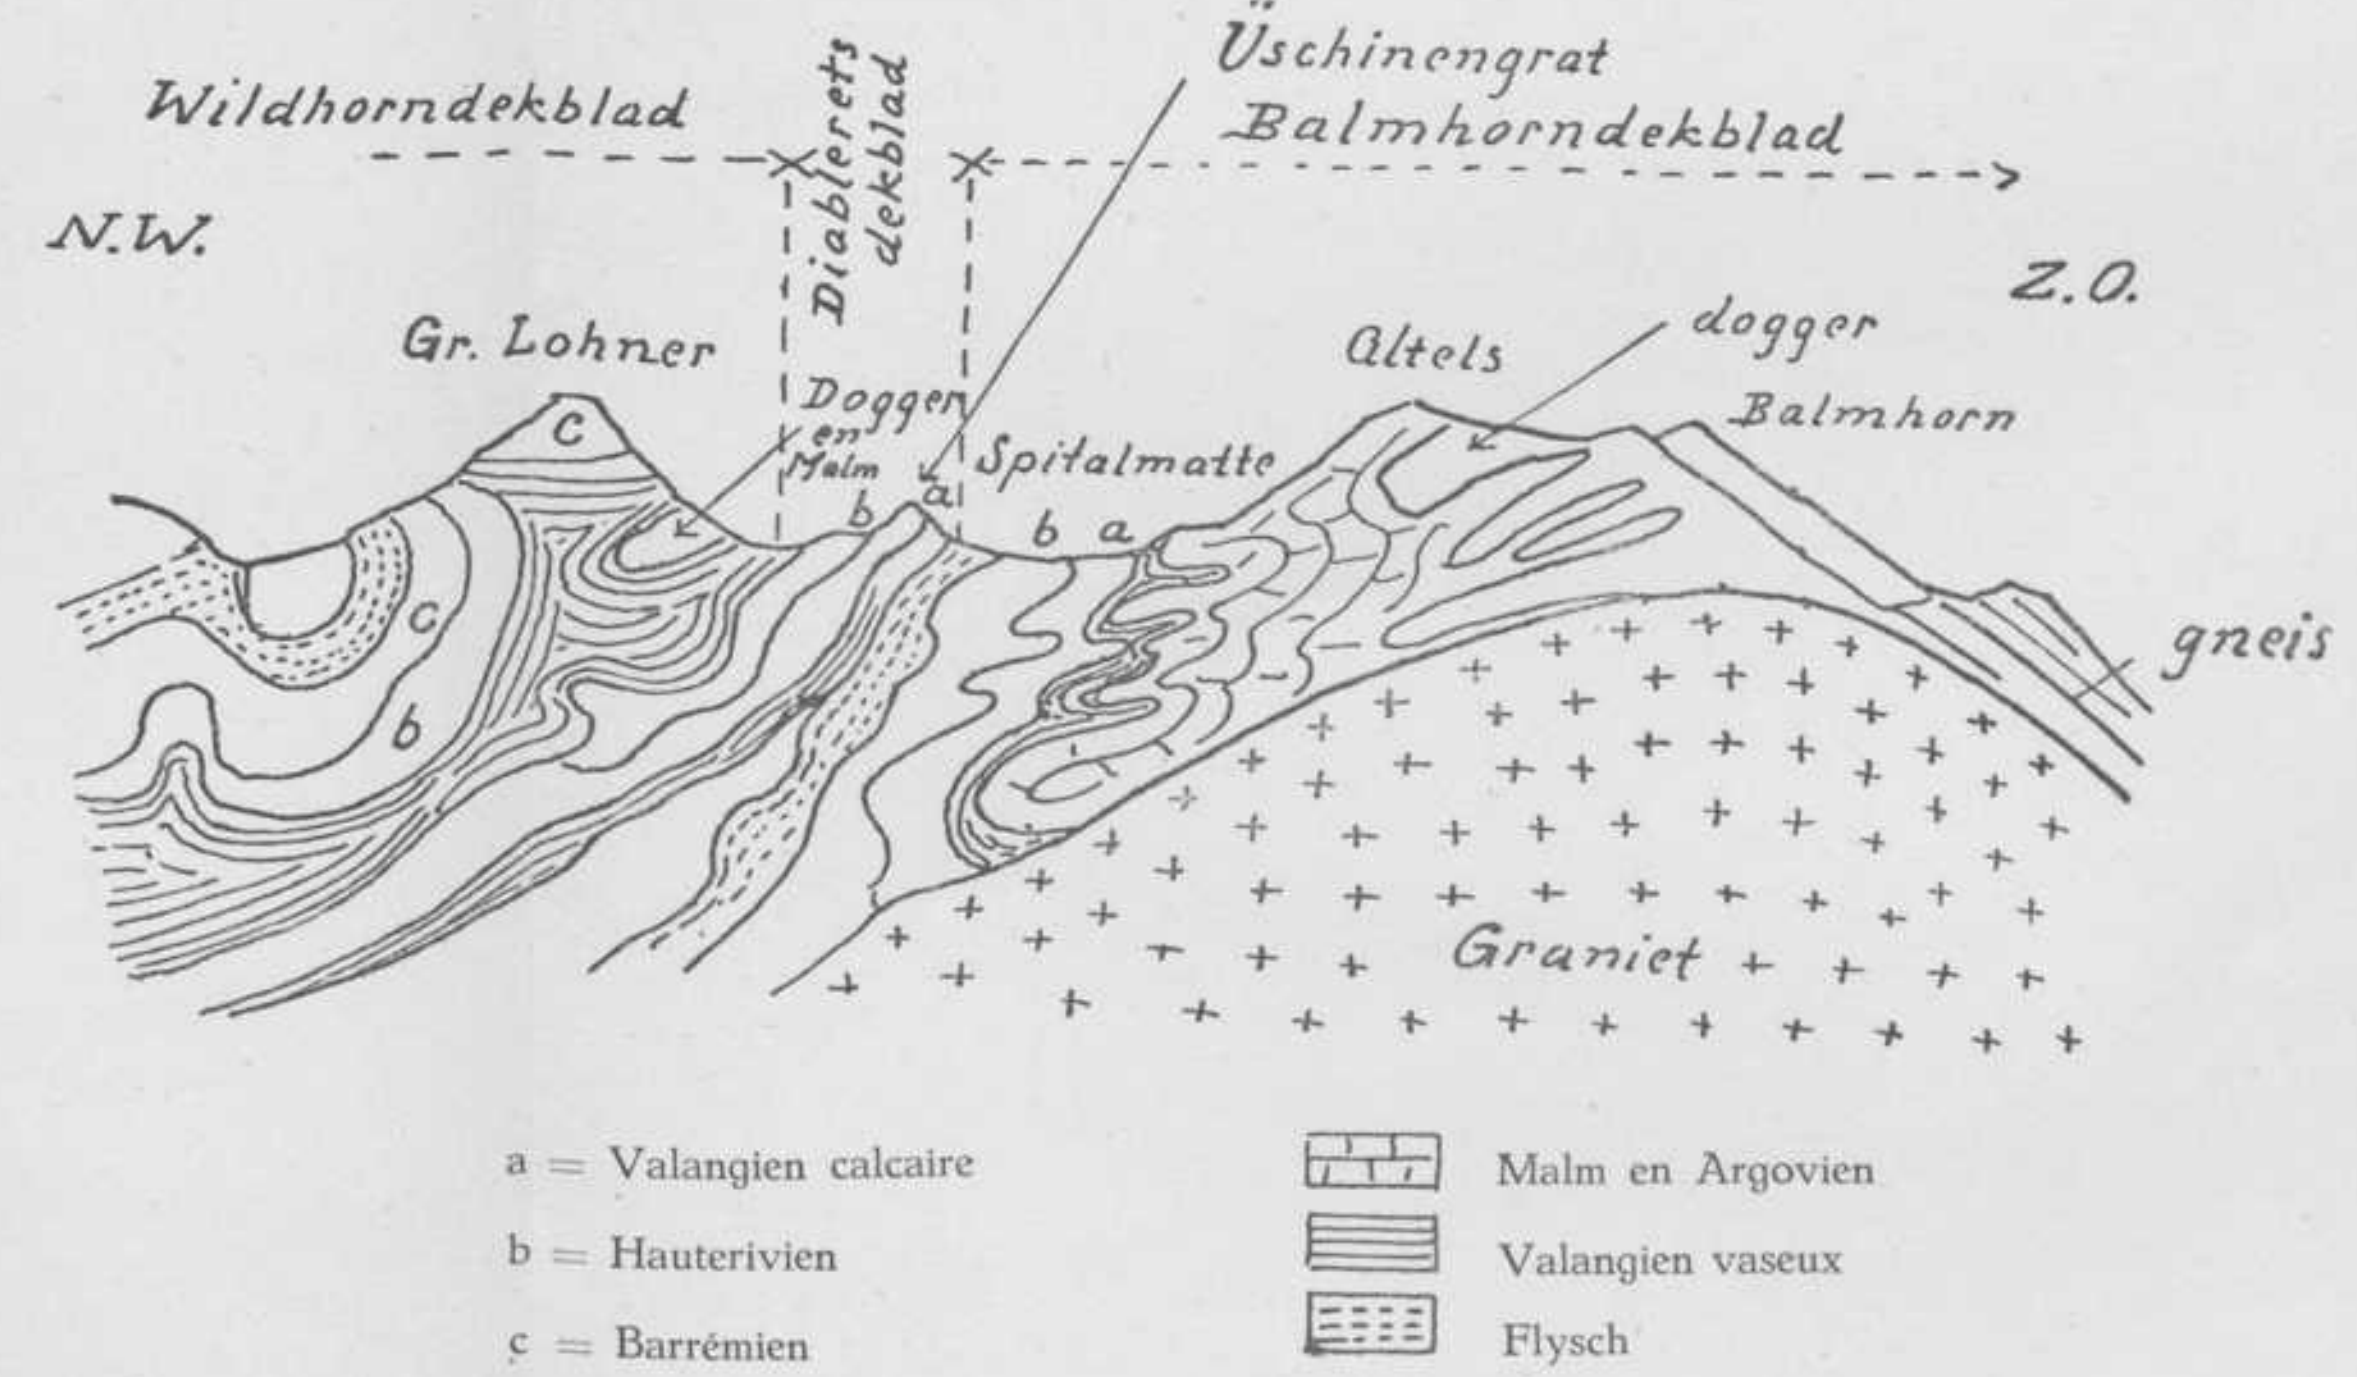 Üschinengrat
Wildhorndekblad
Diablerets
dekblad
Balmhorndekblad
N.W.
Z.O.
Gr. Lohner
Altels
dogger
Dogger
en
Malm
Spitalmatte
Balmhorn
c
b
a
b
a
c
b
gneis
Graniet
a = Valangien calcaire
b = Hauterivien
c = Barrémien
Malm en Argovien
Valangien vaseux
Flysch